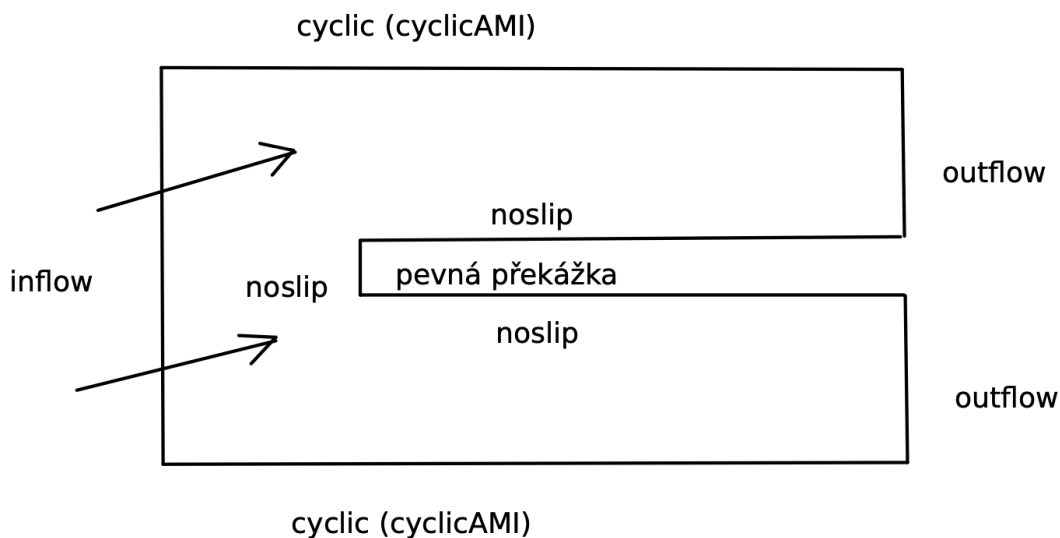 cyclic (cyclicAMI)
outflow
noslip
inflow
noslip
pevná překážka
noslip
outflow
cyclic (cyclicAMI)